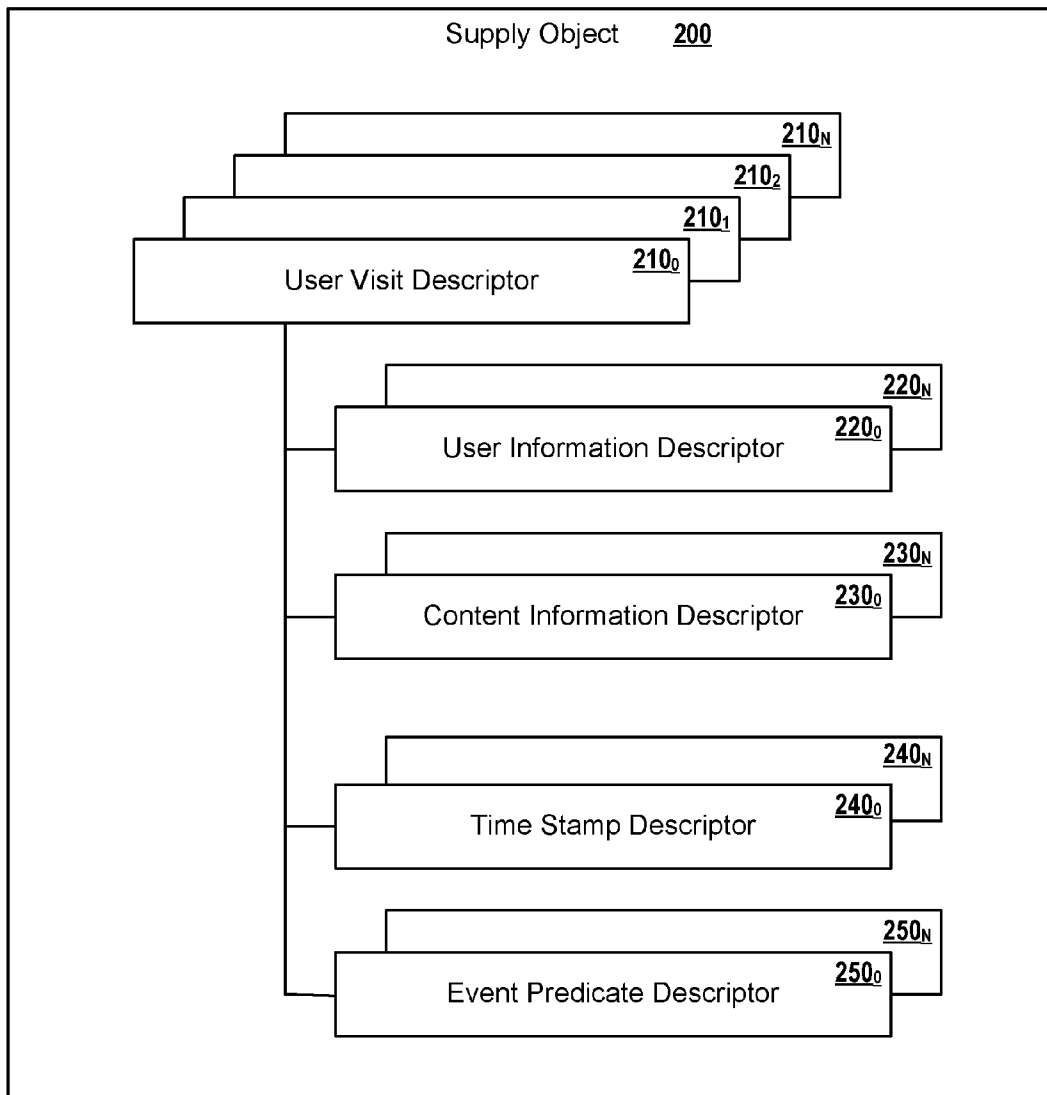 Supply Object 200
210N
2102
2101
2100
User Visit Descriptor
220N
2200
User Information Descriptor
230N
2300
Content Information Descriptor
240N
2400
Time Stamp Descriptor
250N
2500
Event Predicate Descriptor